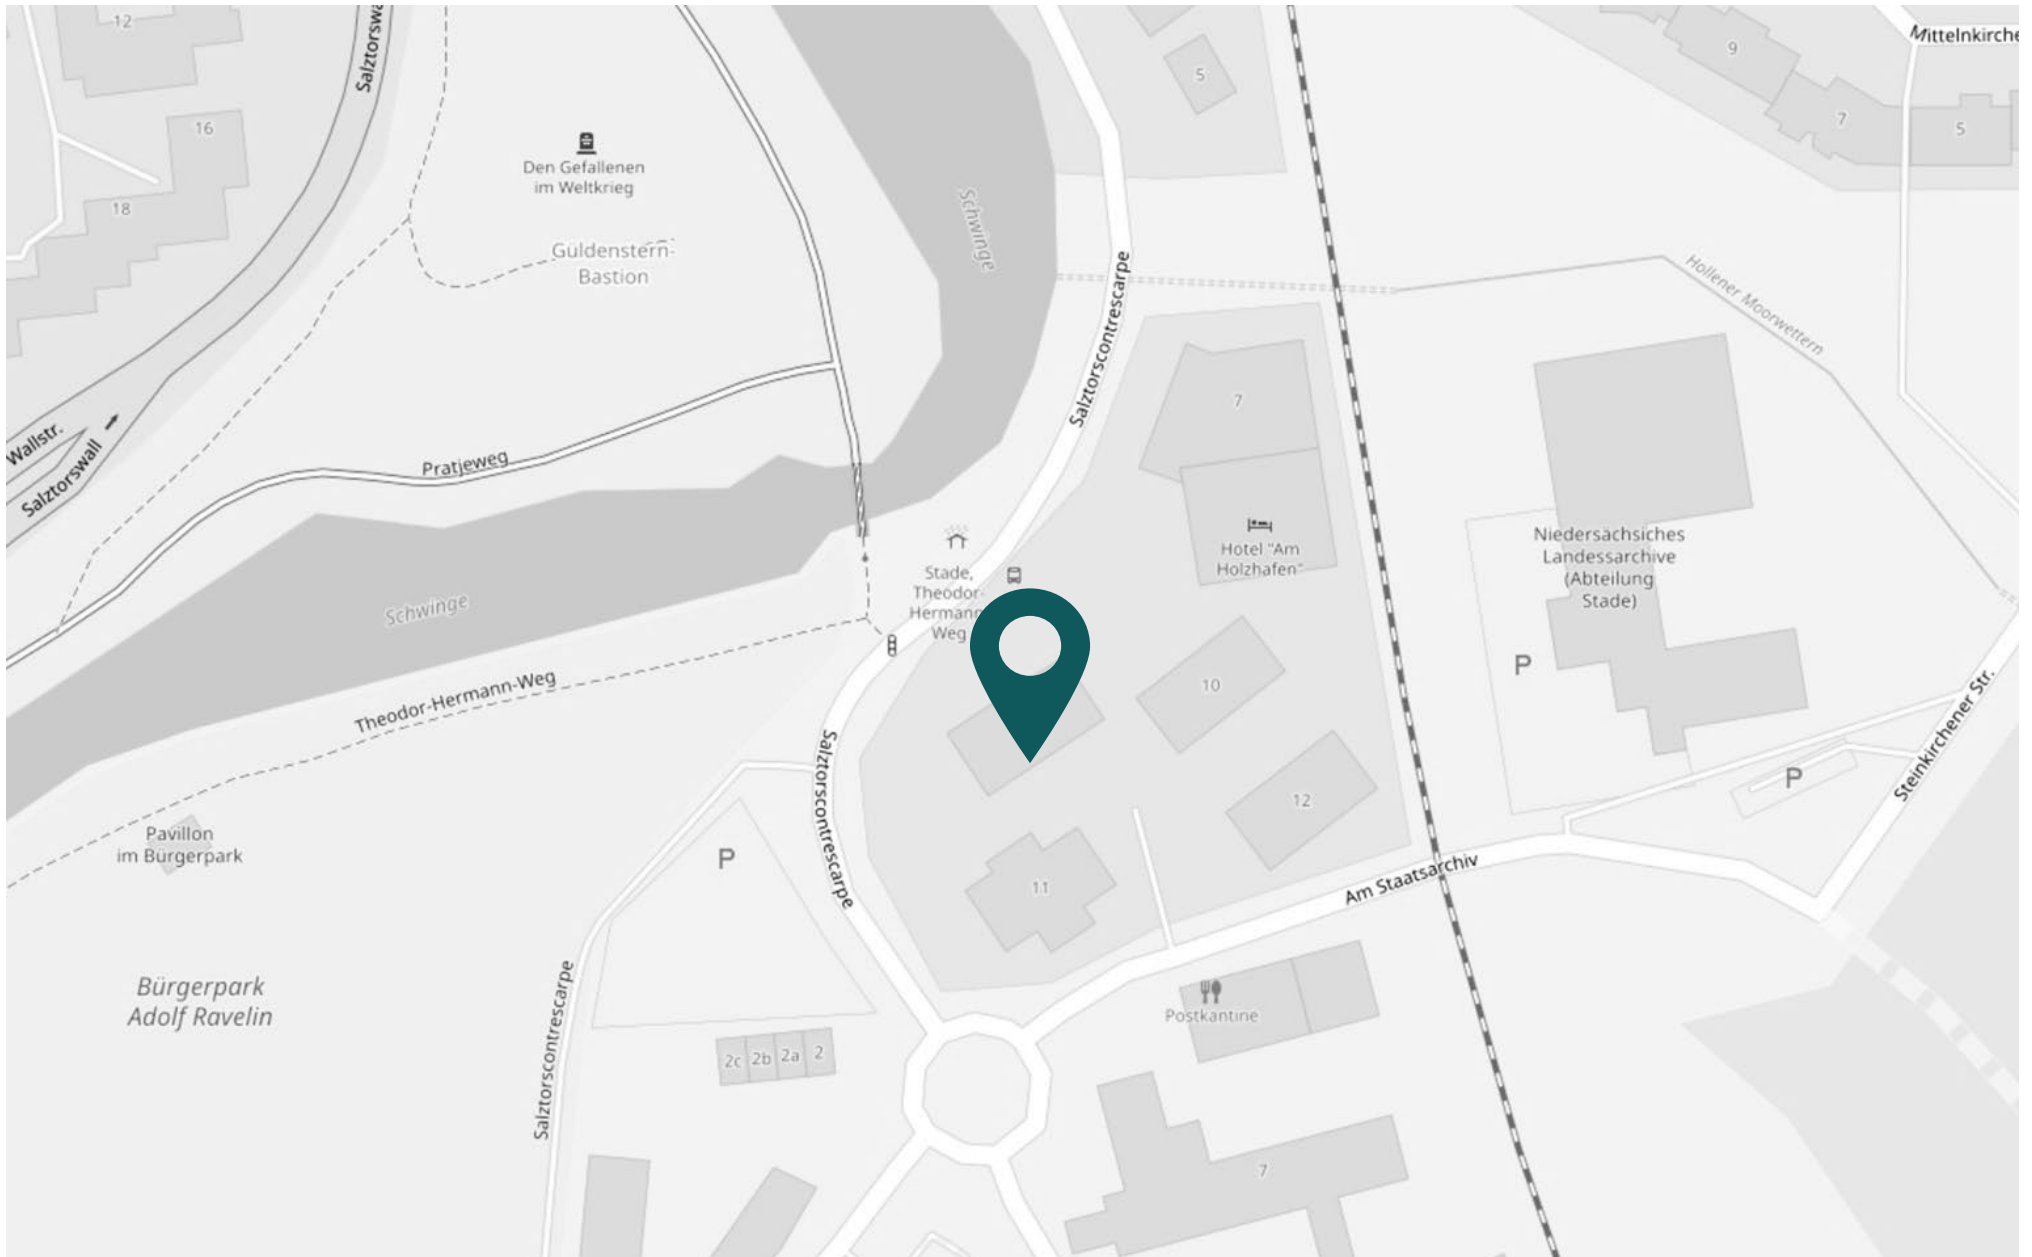 12
Salztorswa
5
9
Mittelnkirche
7
5
16
Den Gefallenen
im Weltkrieg
18
Schwinge
Güldenstern-
Bastion
Salztorscontrescarpe
Hollener Moorwettern
7
Wallstr.
Salztorswall
Pratjeweg
Hotel "Am
Holzhafen"
Niedersächsisches
Landessarchive
(Abteilung
Stade)
Stade,
Theodor-
Hermann
Weg
Schwinge
P
10
Theodor-Hermann-Weg
Steinkirchener Str.
Salztorscontrescarpe
P
12
Pavillon
im Bürgerpark
P
11
Am Staatsarchiv
Bürgerpark
Adolf Ravelin
Postkantine
Salztorscontrescarpe
2c 2b 2a 2
7